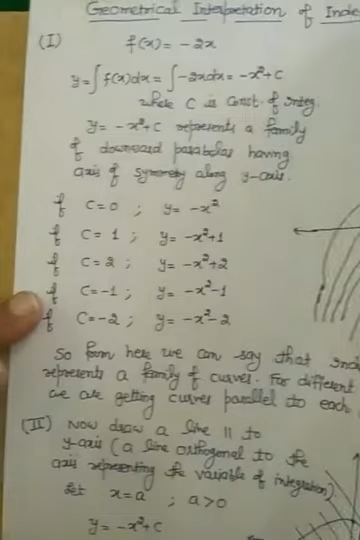 Geometrical Interpretation of Inde
(I) f(x) = -2x
y = ∫f(x)dx = ∫-2xdx = -x²+c
where C is Const. of integ.
y = -x²+c represents a family
of downward parabolas having
axis of symmetry along y-axis.
if C=0 ; y = -x²
if C=1 ; y = -x²+1
if C=2 ; y = -x²+2
if C=-1 ; y = -x²-1
if C=-2 ; y = -x²-2
So from here we can say that Ind
represents a family of curves. For different
we are getting curves parallel to each
(II) Now draw a line || to
y-axis (a line orthogonal to the
axis representing the variable of integration)
let x=a ; a>0
y = -x²+c